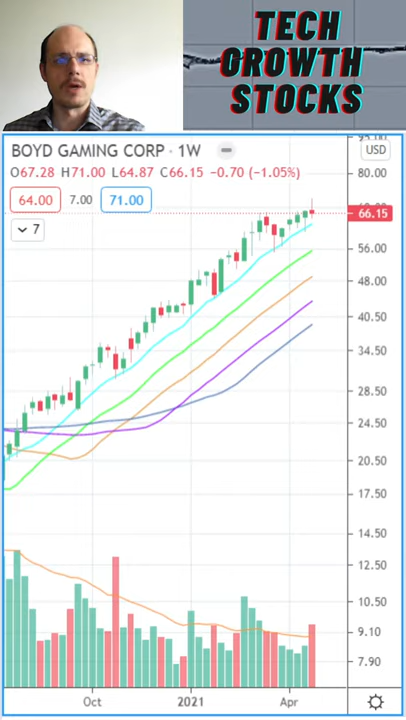 TECH
GROWTH
STOCKS
BOYD GAMING CORP · 1W
O67.28 H71.00 L64.87 C66.15 −0.70 (−1.05%)
64.00 7.00 71.00
7
USD
80.00
66.15
56.00
48.00
40.50
34.50
28.50
24.50
20.50
17.50
14.50
12.50
10.50
9.10
7.90
Oct 2021 Apr